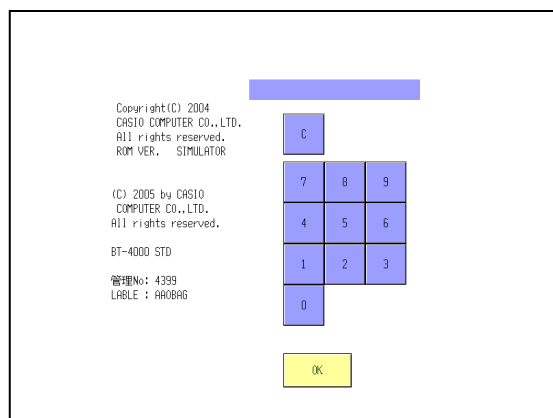 Copyright(C) 2004
CASIO COMPUTER CO.,LTD.
All rights reserved.
ROM VER. SIMULATOR
(C) 2005 by CASIO
COMPUTER CO.,LTD.
All rights reserved.
BT-4000 STD
管理No: 4399
LABLE : AAOBAG
C
7 8 9
4 5 6
1 2 3
0
OK